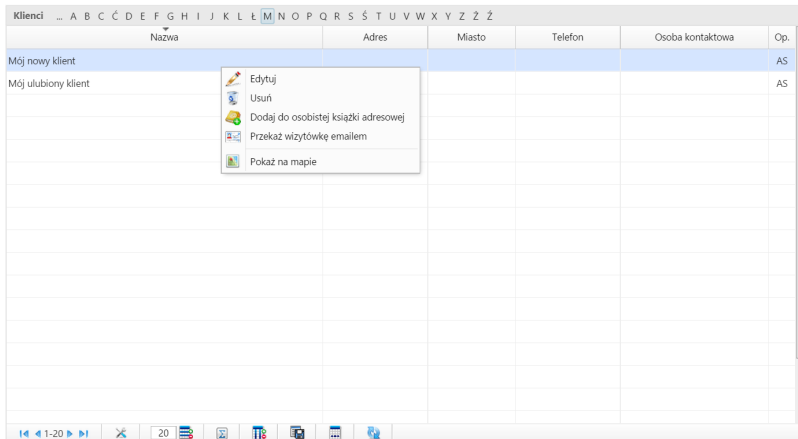 Klienci ... A B C Ć D E F G H I J K L Ł M N O P Q R S Ś T U V W X Y Z Ż Ź
Nazwa Adres Miasto Telefon Osoba kontaktowa Op.
Mój nowy klient AS
Mój ulubiony klient AS
Edytuj
Usuń
Dodaj do osobistej książki adresowej
Przekaż wizytówkę emailem
Pokaż na mapie
1-20 20